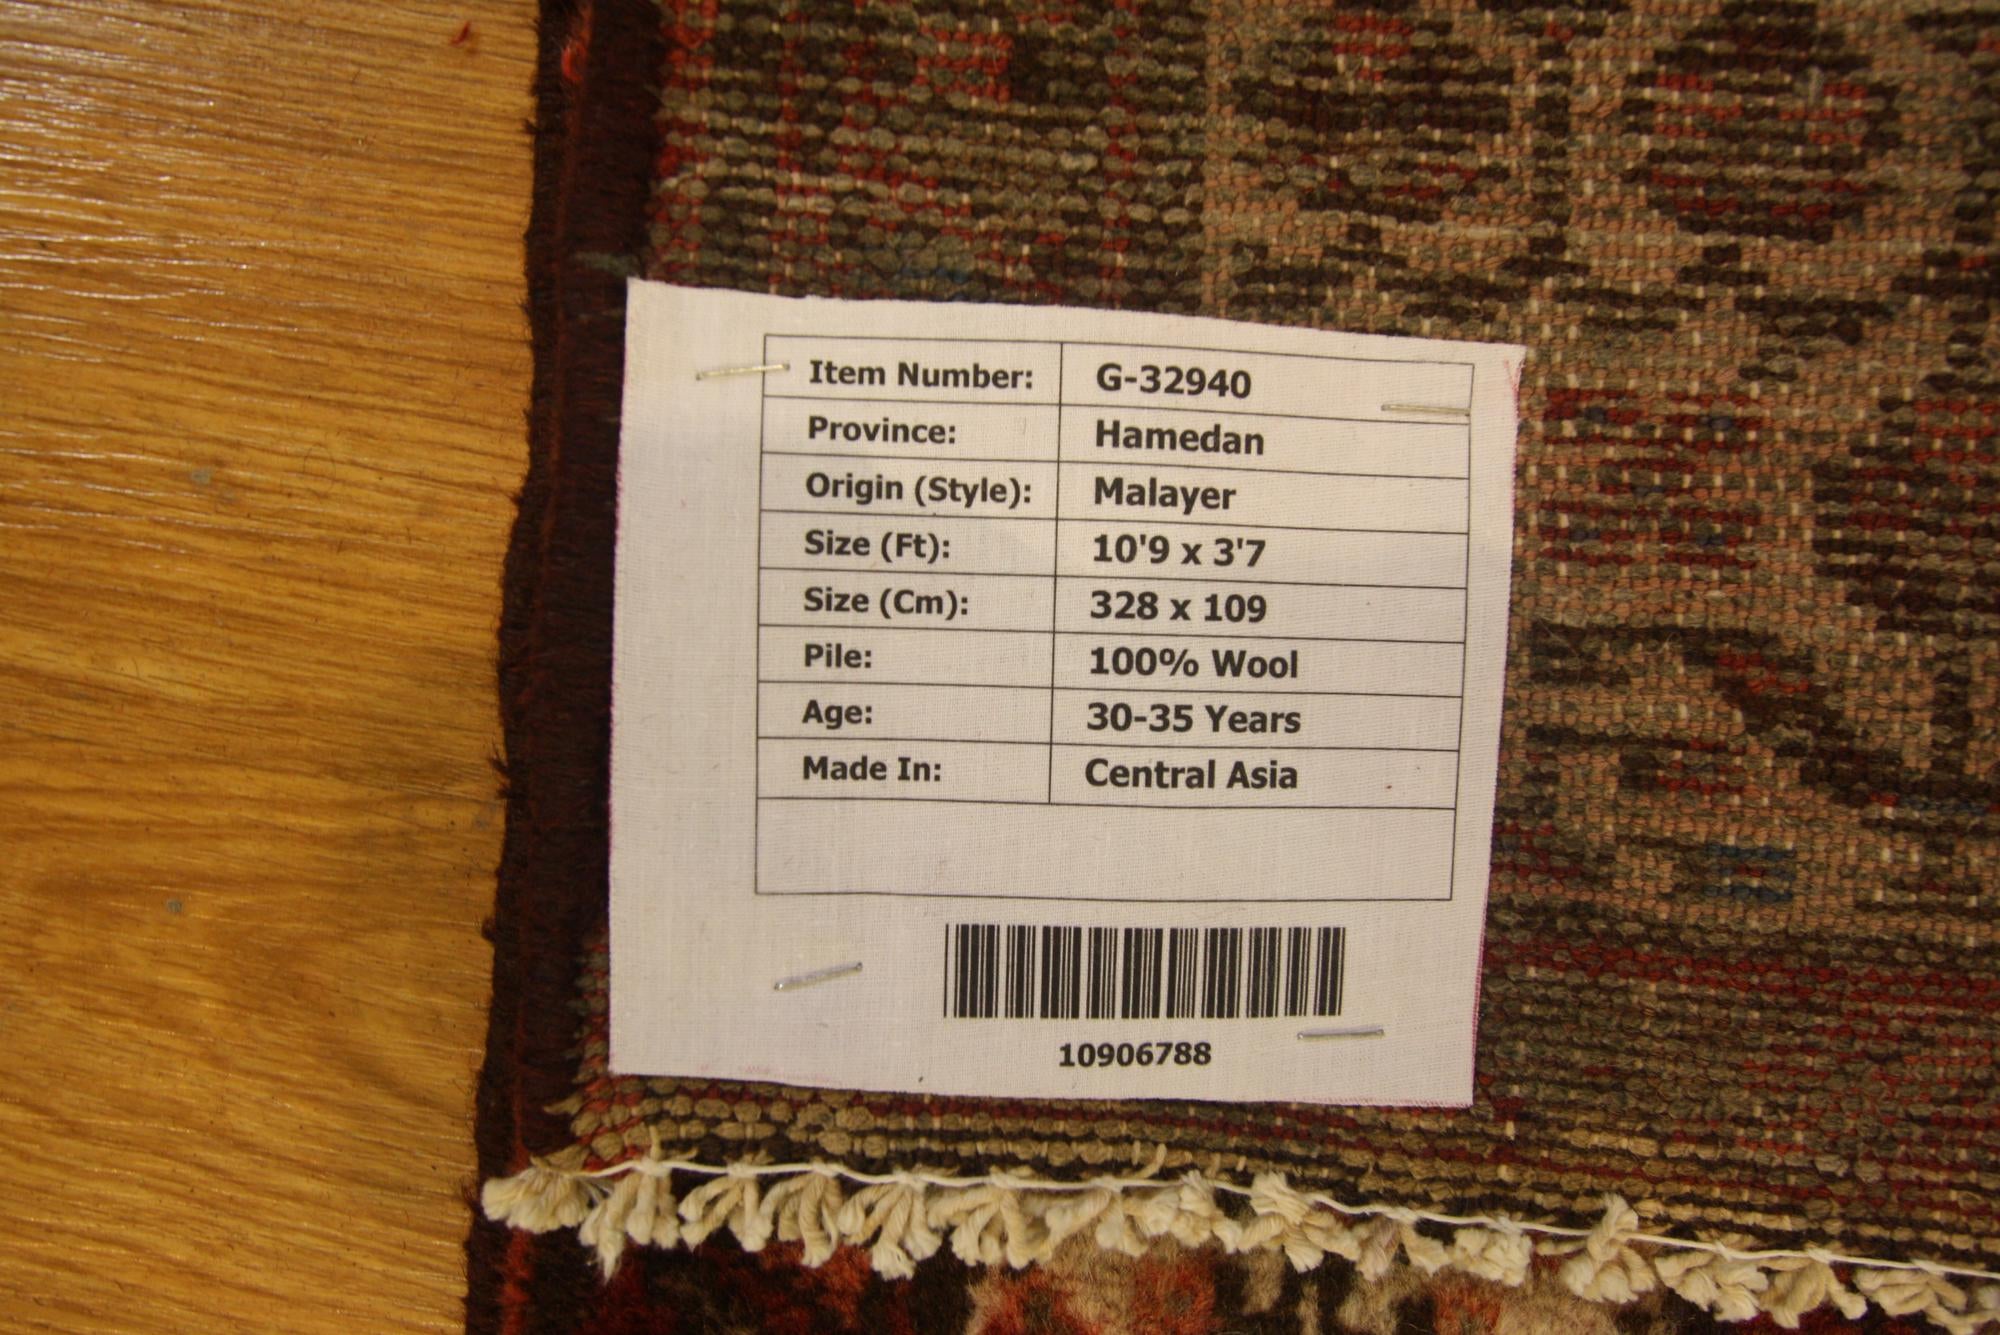 Item Number: G-32940
Province: Hamedan
Origin (Style): Malayer
Size (Ft): 10'9 x 3'7
Size (Cm): 328 x 109
Pile: 100% Wool
Age: 30-35 Years
Made In: Central Asia
10906788